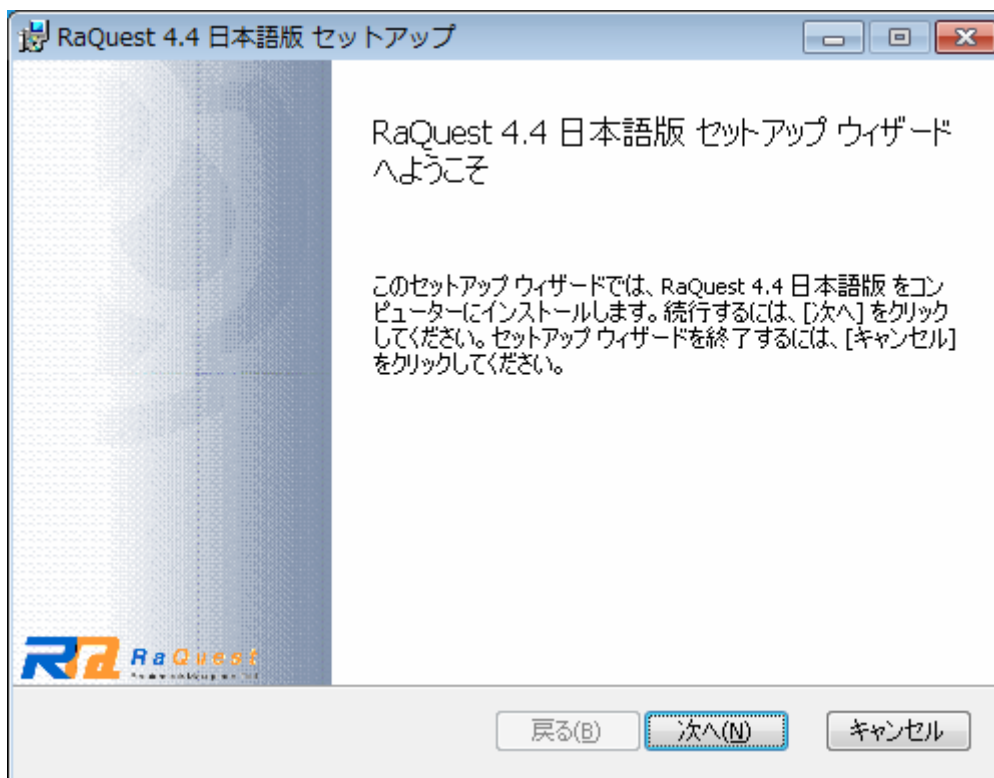 RaQuest 4.4 日本語版 セットアップ
RaQuest 4.4 日本語版 セットアップ ウィザード
へようこそ
このセットアップ ウィザードでは、RaQuest 4.4 日本語版 をコン
ピューターにインストールします。続行するには、[次へ] をクリック
してください。セットアップ ウィザードを終了するには、[キャンセル]
をクリックしてください。
Ra RaQuest
戻る(B) 次へ(N) キャンセル